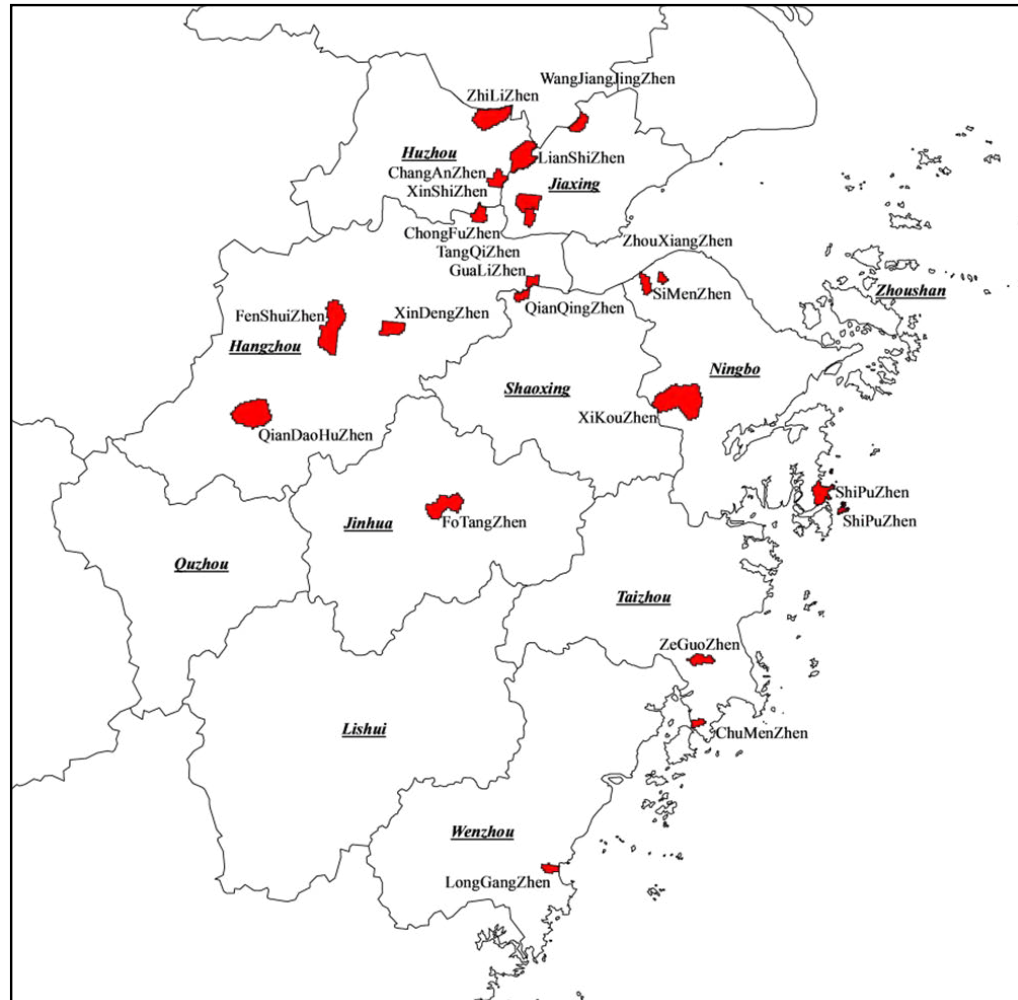 WangJiangJingZhen
ZhiLiZhen
Huzhou
LianShiZhen
ChangAnZhen
Jiaxing
XinShiZhen
ChongFuZhen
TangQiZhen
ZhouXiangZhen
GuaLiZhen
SiMenZhen
Zhoushan
QianQingZhen
FenShuiZhen
XinDengZhen
Hangzhou
Ningbo
Shaoxing
XiKouZhen
QianDaoHuZhen
ShiPuZhen
ShiPuZhen
Jinhua
FoTangZhen
Quzhou
Taizhou
ZeGuoZhen
Lishui
ChuMenZhen
Wenzhou
LongGangZhen